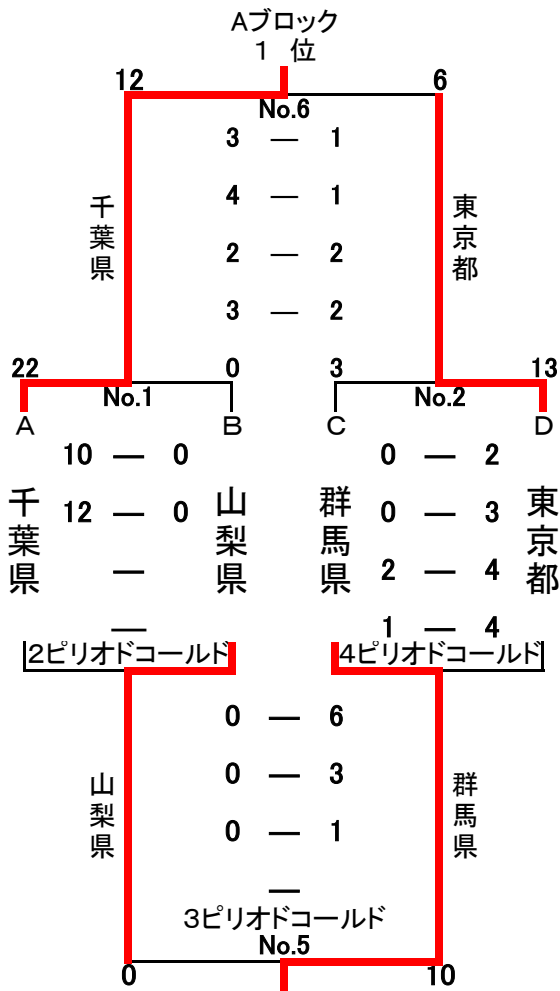 Aブロック
1 位
12 6
No.6
3 — 1
4 — 1
2 — 2
3 — 2
千葉県
東京都
22 0 3 13
No.1 No.2
A B C D
10 — 0
12 — 0
—
—
0 — 2
0 — 3
2 — 4
1 — 4
千葉県
山梨県
群馬県
東京都
2ピリオドコールド 4ピリオドコールド
0 — 6
0 — 3
0 — 1
—
山梨県
群馬県
3ピリオドコールド
No.5
0 10